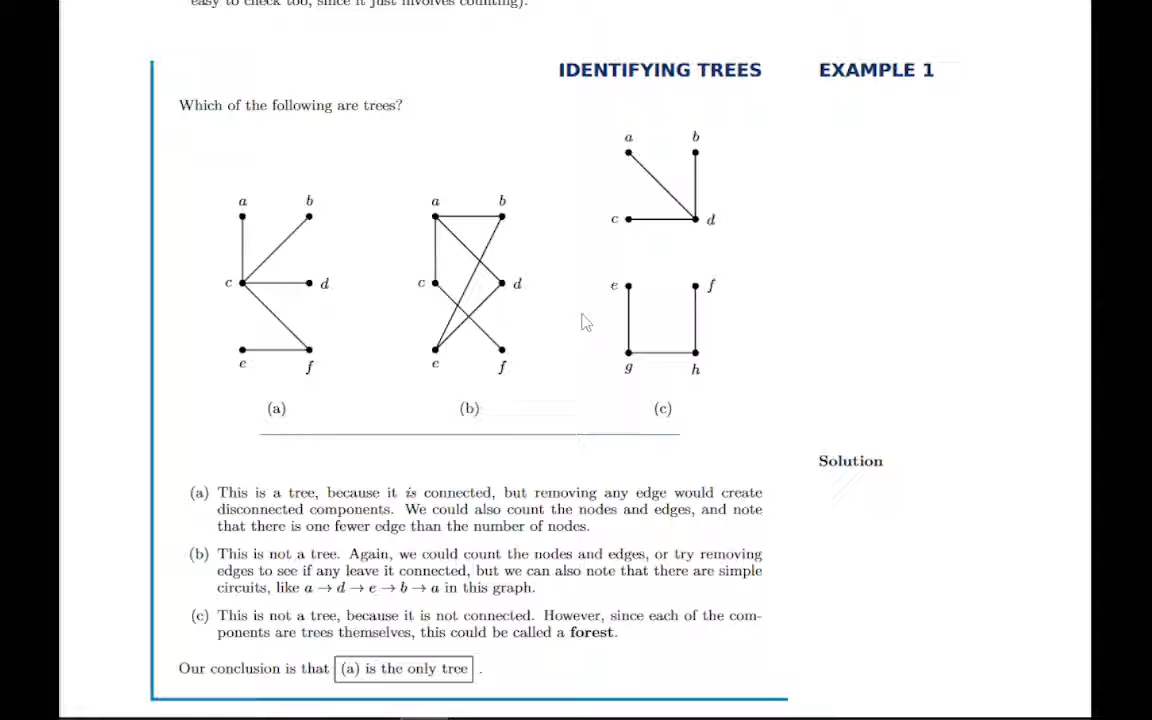 easy to check too, since it just involves counting).
IDENTIFYING TREES EXAMPLE 1
Which of the following are trees?
a b
a b a b
c d
c d c d e f
e f e f g h
(a) (b) (c)
Solution
(a) This is a tree, because it is connected, but removing any edge would create
disconnected components. We could also count the nodes and edges, and note
that there is one fewer edge than the number of nodes.
(b) This is not a tree. Again, we could count the nodes and edges, or try removing
edges to see if any leave it connected, but we can also note that there are simple
circuits, like a → d → e → b → a in this graph.
(c) This is not a tree, because it is not connected. However, since each of the com-
ponents are trees themselves, this could be called a forest.
Our conclusion is that (a) is the only tree .